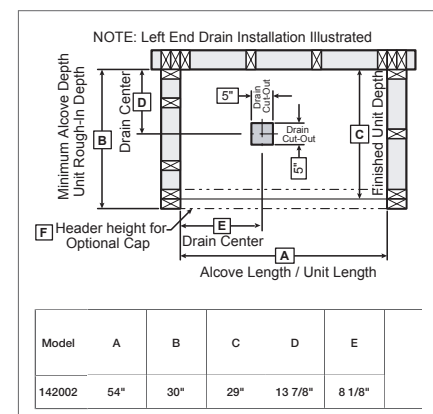 NOTE: Left End Drain Installation Illustrated
Minimum Alcove Depth
Unit Rough-In Depth
B
Drain Center
D
5"
Drain
Cut-Out
Drain
Cut-Out
5"
C
Finished Unit Depth
F Header height for
Optional Cap
E
Drain Center
A
Alcove Length / Unit Length
Model A B C D E
142002 54" 30" 29" 13 7/8" 8 1/8"